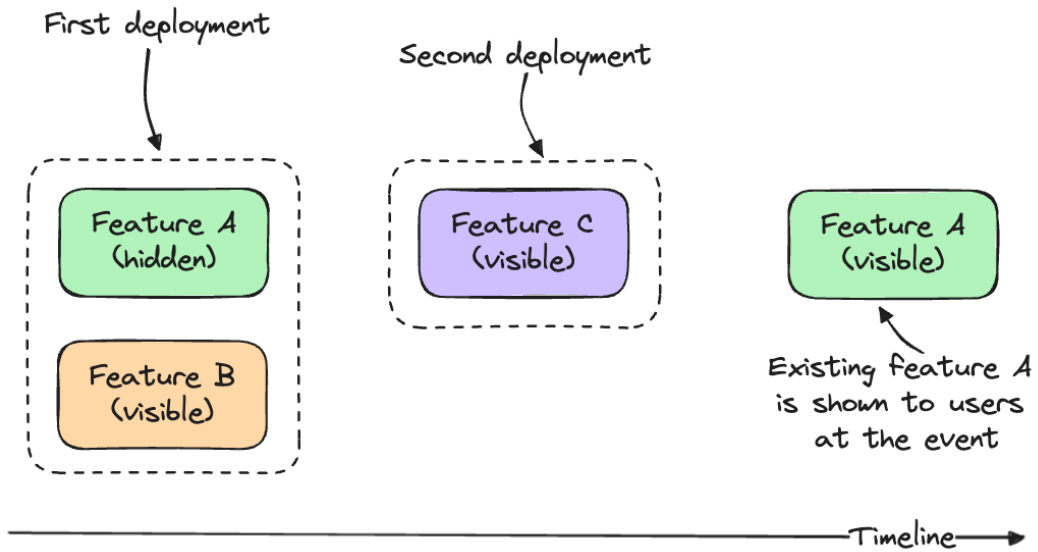 First deployment
Second deployment
Feature A
(hidden)
Feature C
(visible)
Feature A
(visible)
Feature B
(visible)
Existing feature A
is shown to users
at the event
Timeline